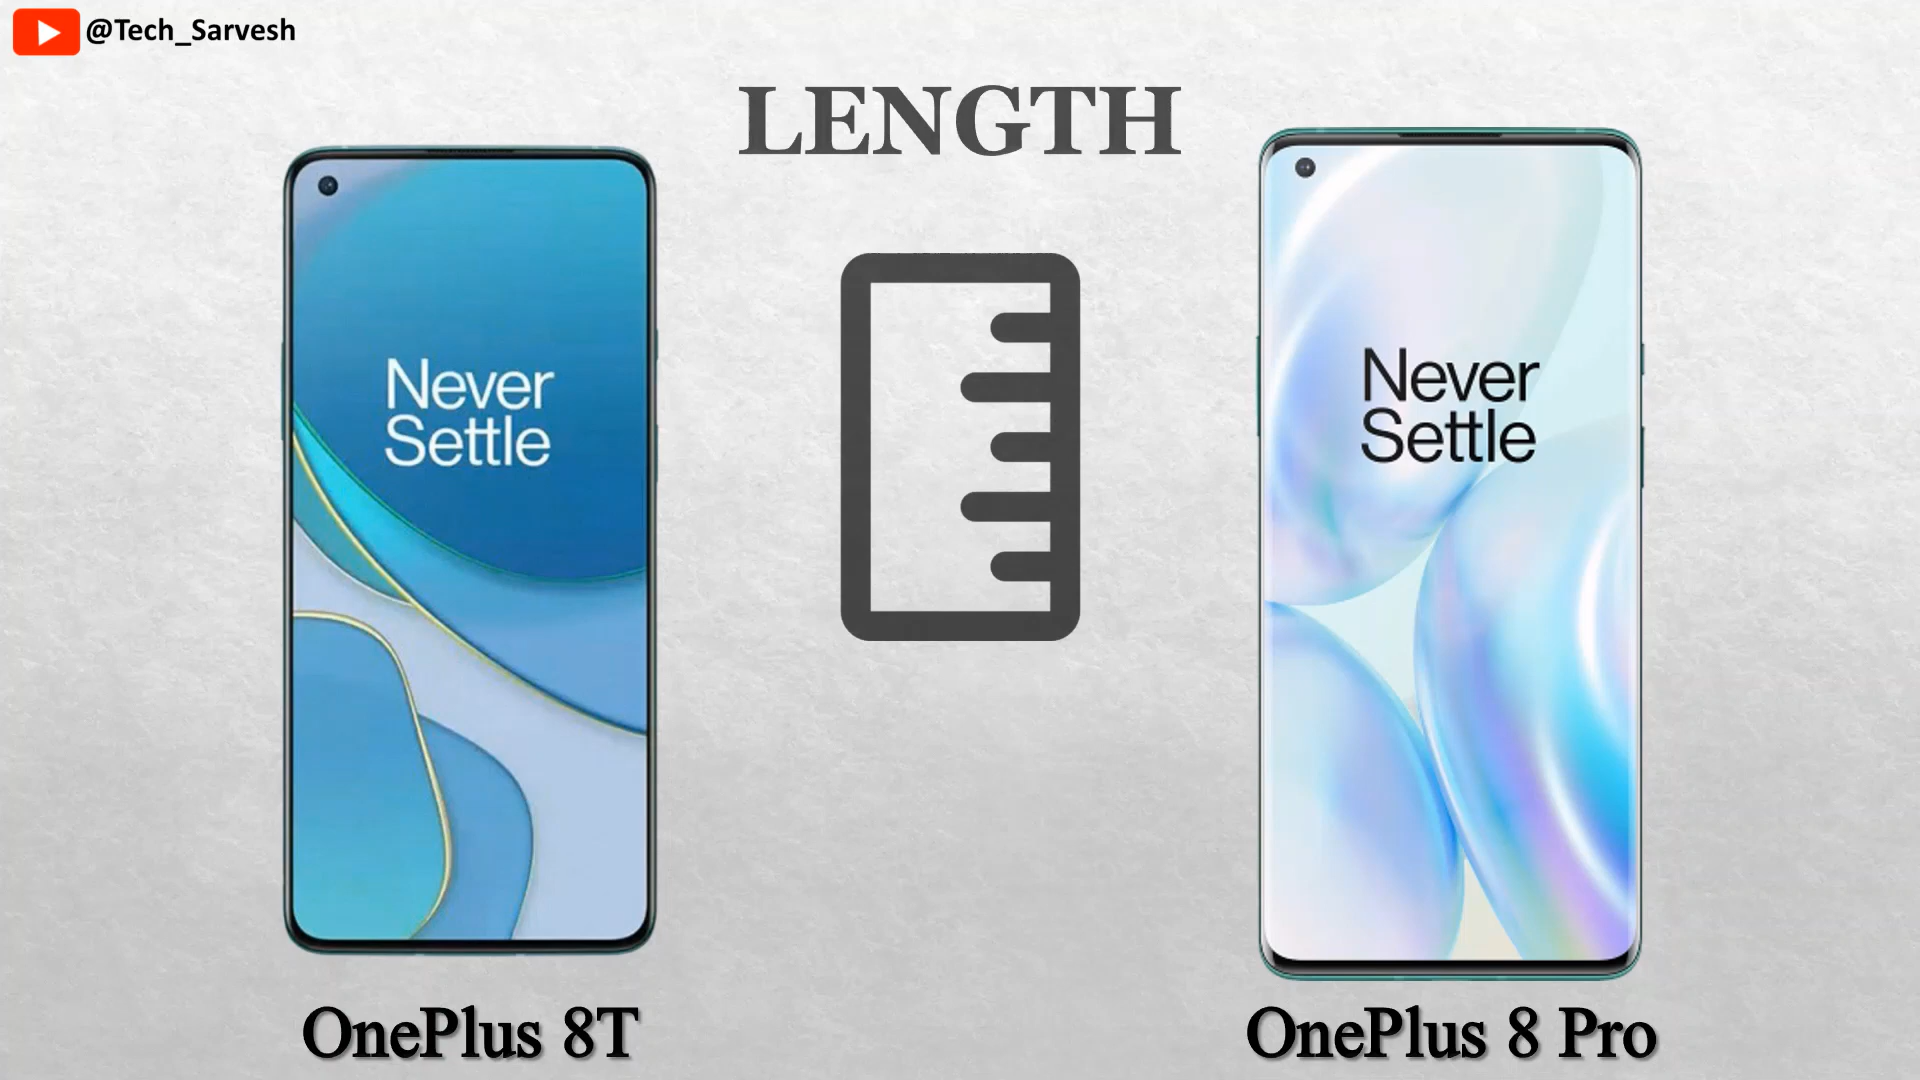 @Tech_Sarvesh
LENGTH
Never
Settle
Never
Settle
OnePlus 8T
OnePlus 8 Pro